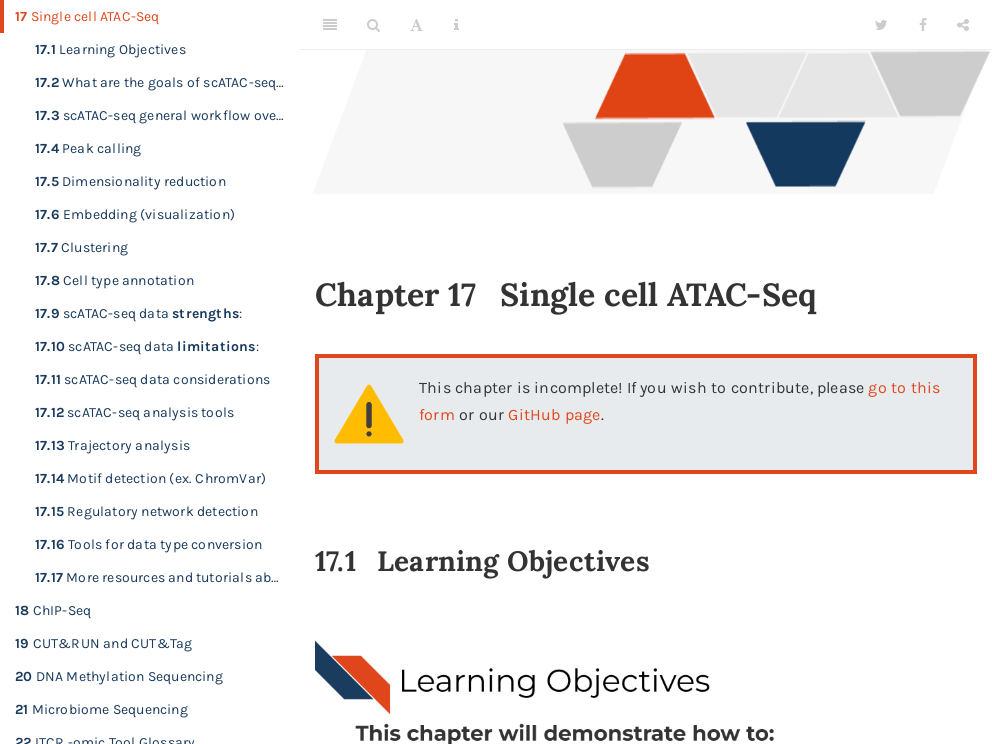 17 Single cell ATAC-Seq
17.1 Learning Objectives
17.2 What are the goals of scATAC-seq…
17.3 scATAC-seq general workflow ove…
17.4 Peak calling
17.5 Dimensionality reduction
17.6 Embedding (visualization)
17.7 Clustering
17.8 Cell type annotation
17.9 scATAC-seq data strengths:
17.10 scATAC-seq data limitations:
17.11 scATAC-seq data considerations
17.12 scATAC-seq analysis tools
17.13 Trajectory analysis
17.14 Motif detection (ex. ChromVar)
17.15 Regulatory network detection
17.16 Tools for data type conversion
17.17 More resources and tutorials ab…
18 ChIP-Seq
19 CUT&RUN and CUT&Tag
20 DNA Methylation Sequencing
21 Microbiome Sequencing
22 ITCR -omic Tool Glossary
A
Chapter 17 Single cell ATAC-Seq
This chapter is incomplete! If you wish to contribute, please go to this
form or our GitHub page.
17.1 Learning Objectives
Learning Objectives
This chapter will demonstrate how to: